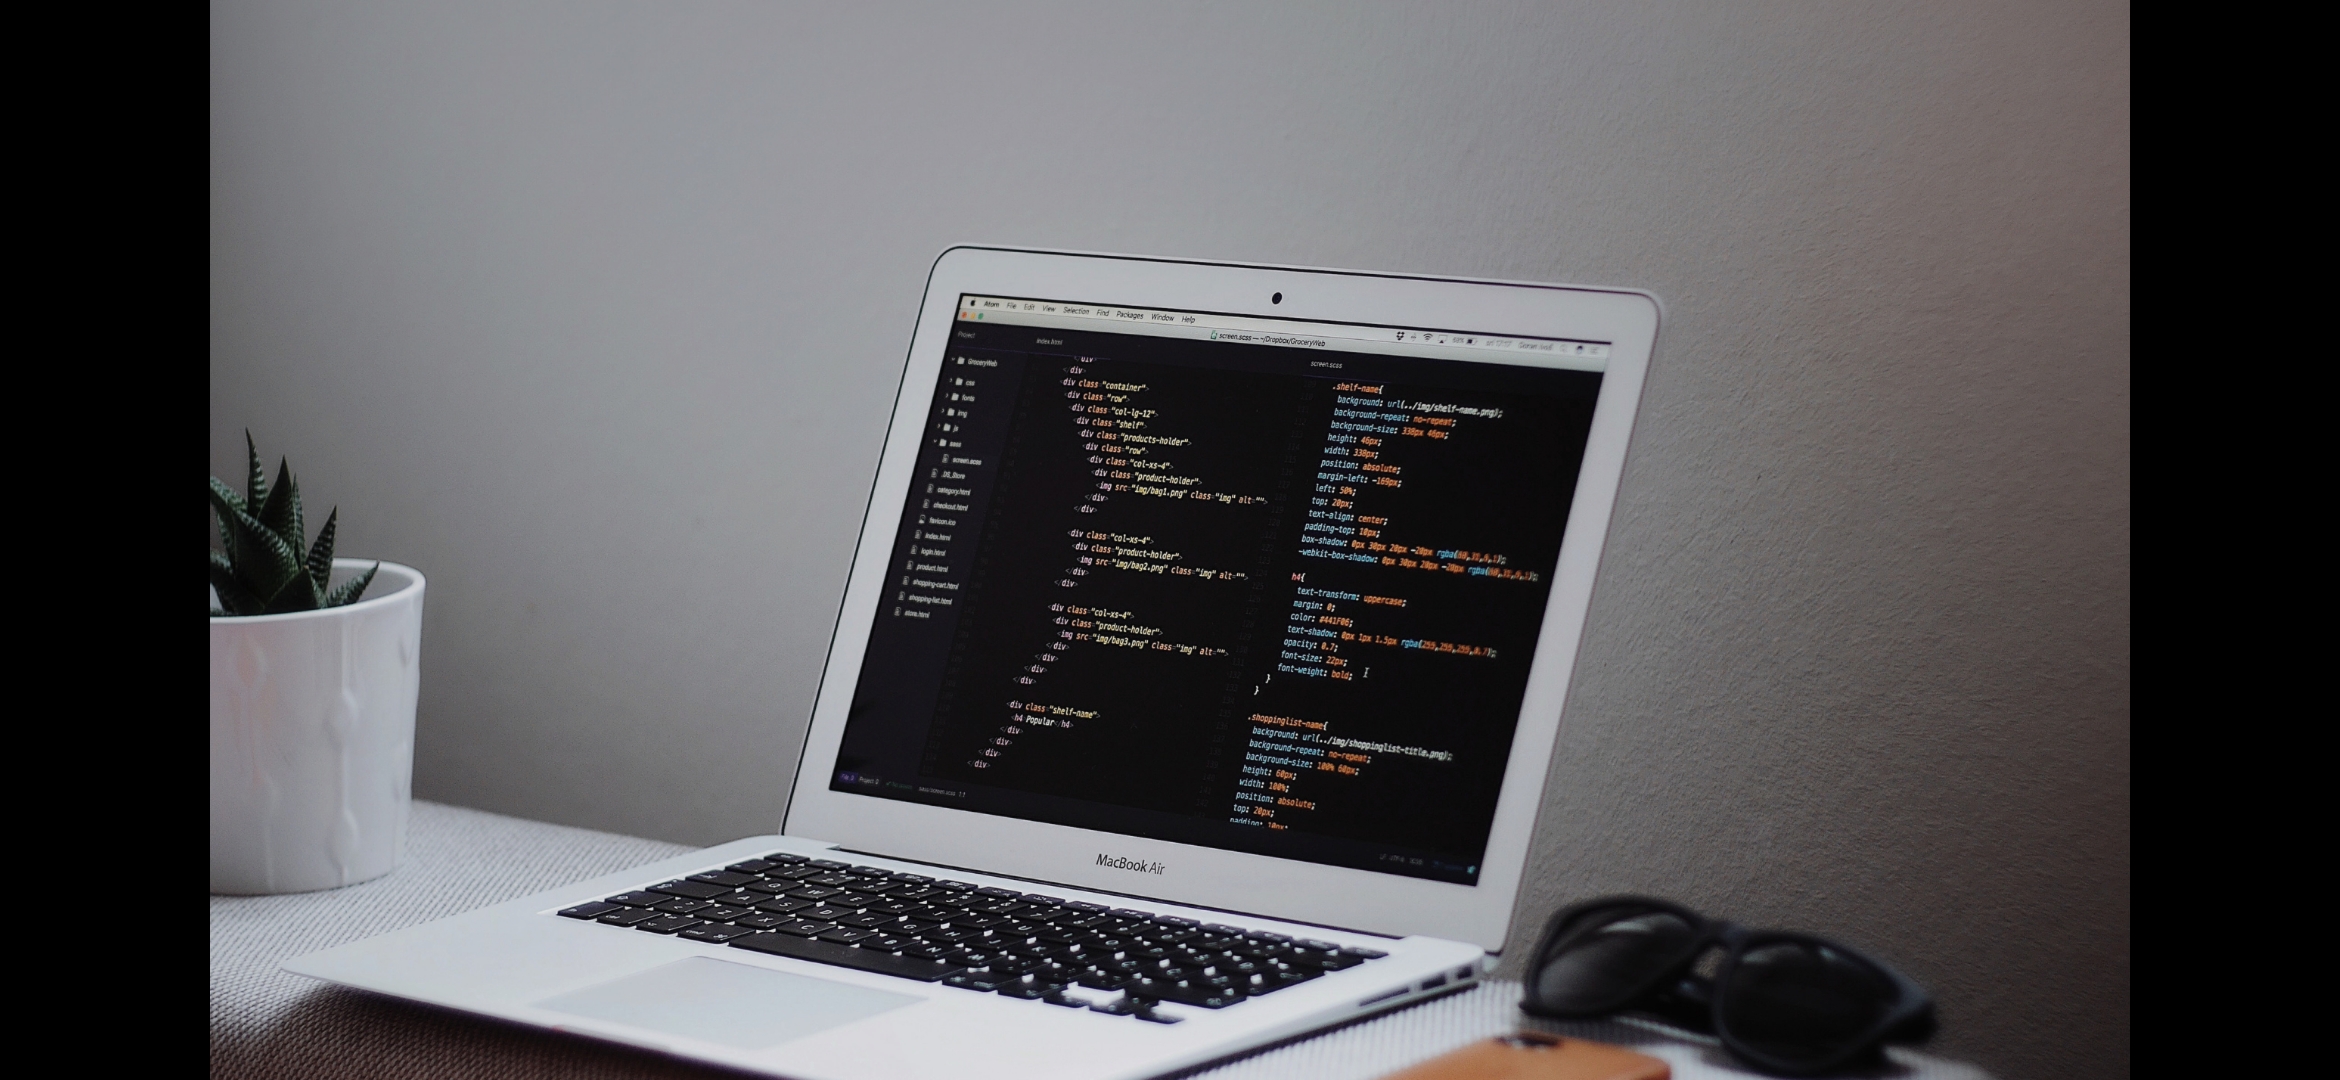 Atom File Edit View Selection Find Packages Window Help
screen.scss — ~/Dropbox/GroceryWeb
Project
GroceryWeb
css
fonts
img
js
sass
screen.scss
.DS_Store
category.html
checkout.html
favicon.ico
index.html
login.html
product.html
shopping-cart.html
shopping-list.html
store.html
index.html
</div>
</div>
<div class="container">
<div class="row">
<div class="col-lg-12">
<div class="shelf">
<div class="products-holder">
<div class="row">
<div class="col-xs-4">
<div class="product-holder">
<img src="img/bag1.png" class="img" alt="">
</div>
</div>
<div class="col-xs-4">
<div class="product-holder">
<img src="img/bag2.png" class="img" alt="">
</div>
</div>
<div class="col-xs-4">
<div class="product-holder">
<img src="img/bag3.png" class="img" alt="">
</div>
</div>
</div>
</div>
<div class="shelf-name">
<h4 Popular</h4>
</div>
</div>
</div>
</div>
screen.scss
.shelf-name{
background: url(../img/shelf-name.png);
background-repeat: no-repeat;
background-size: 338px 46px;
height: 46px;
width: 338px;
position: absolute;
margin-left: -169px;
left: 50%;
top: 20px;
text-align: center;
padding-top: 10px;
box-shadow: 0px 30px 20px -20px rgba(
-webkit-box-shadow: 0px 30px 20px -20px rgba(
h4{
text-transform: uppercase;
margin: 0;
color: #441F06;
text-shadow: 0px 1px 1.5px rgba(255,255,255,0.7);
opacity: 0.7;
font-size: 22px;
font-weight: bold;
}
}
.shoppinglist-name{
background: url(../img/shoppinglist-title.png);
background-repeat: no-repeat;
background-size: 100% 60px;
height: 60px;
width: 100%;
position: absolute;
top: 20px;
padding: 10px;
MacBook Air